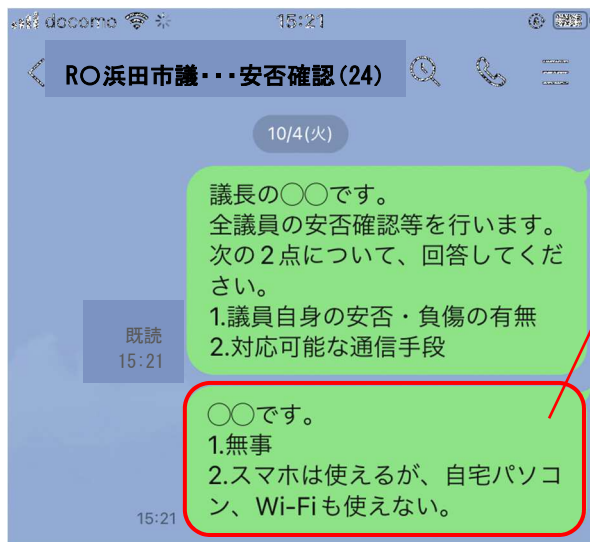 docomo 15:21
R〇浜田市議・・・安否確認(24)
10/4(火)
議長の〇〇です。
全議員の安否確認等を行います。
次の2点について、回答してくだ
さい。
1.議員自身の安否・負傷の有無
2.対応可能な通信手段
既読
15:21
〇〇です。
1.無事
2.スマホは使えるが、自宅パソコ
ン、Wi-Fiも使えない。
15:21